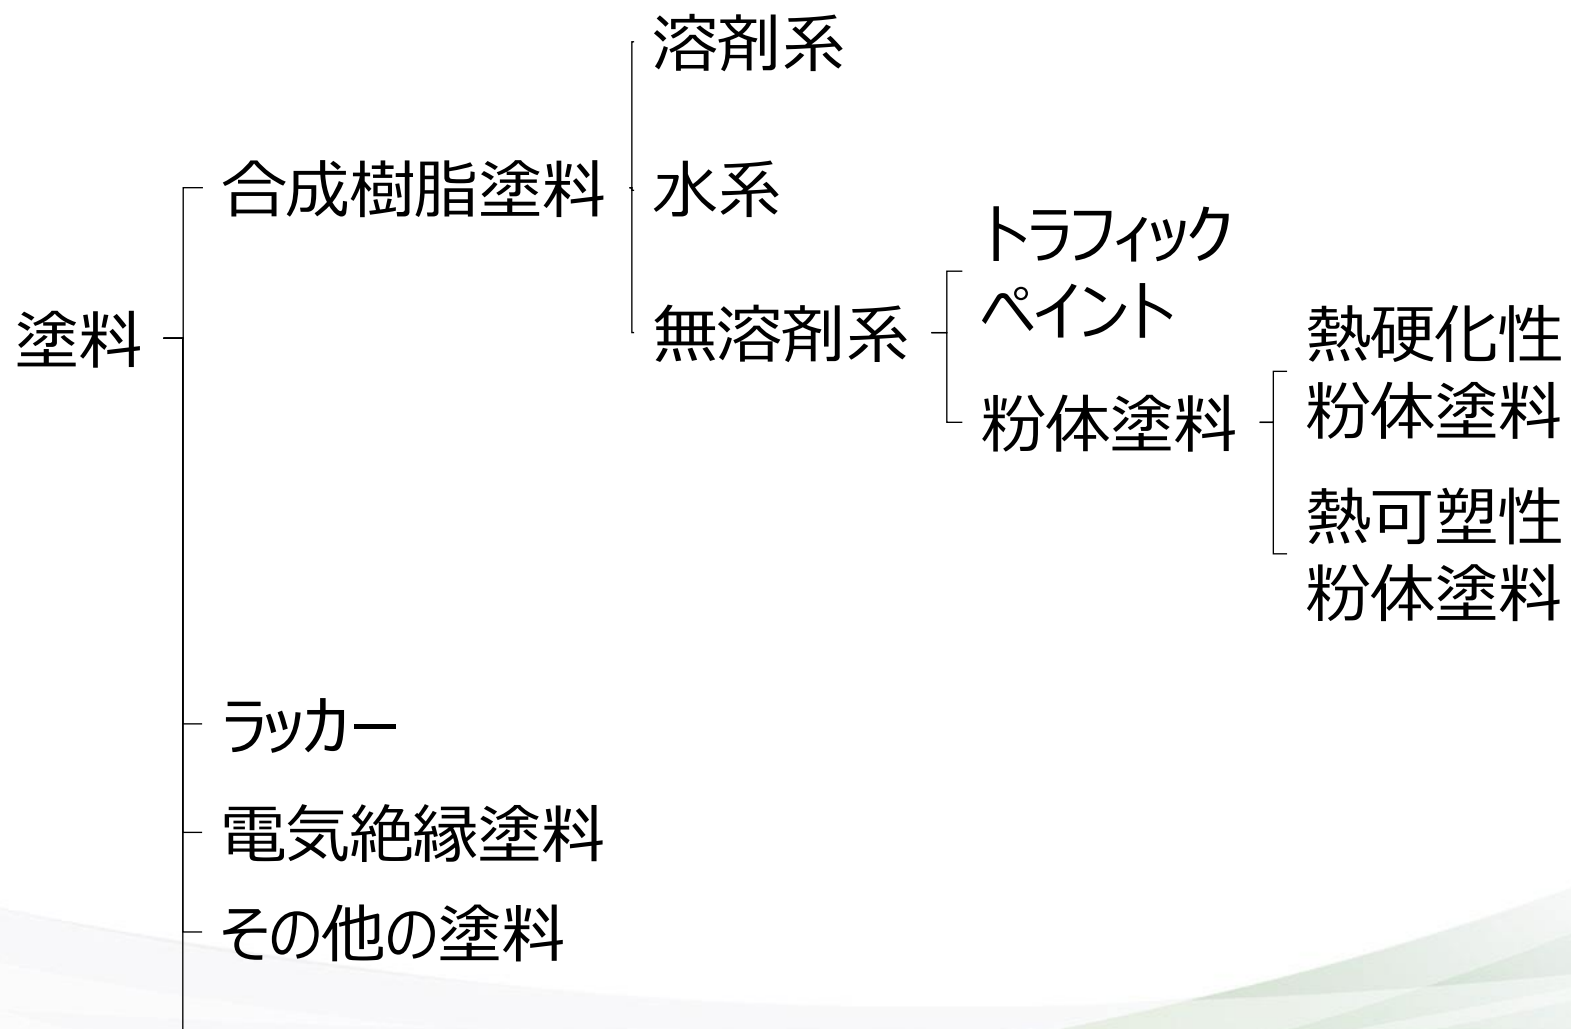 塗料
合成樹脂塗料
溶剤系
水系
無溶剤系
トラフィック
ペイント
粉体塗料
熱硬化性
粉体塗料
熱可塑性
粉体塗料
ラッカー
電気絶縁塗料
その他の塗料